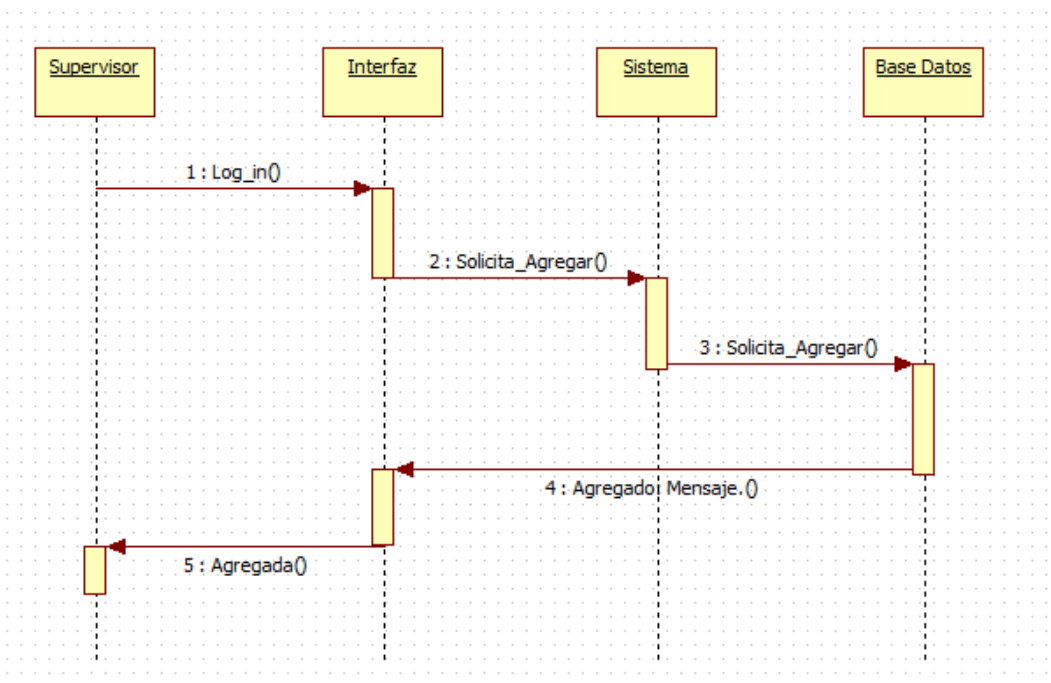 Supervisor
Interfaz
Sistema
Base Datos
1 : Log_in()
2 : Solicita_Agregar()
3 : Solicita_Agregar()
4 : Agregado Mensaje.()
5 : Agregada()